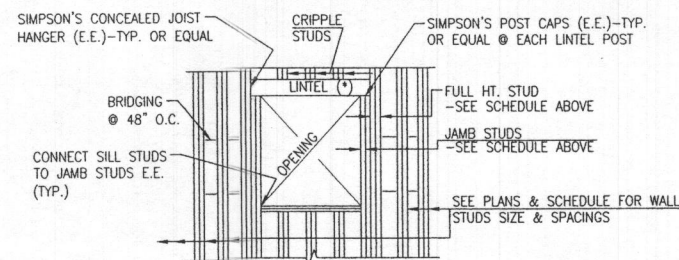 SIMPSON'S CONCEALED JOIST
HANGER (E.E.)-TYP. OR EQUAL
CRIPPLE
STUDS
SIMPSON'S POST CAPS (E.E.)-TYP.
OR EQUAL @ EACH LINTEL POST
LINTEL (*)
BRIDGING
@ 48" O.C.
FULL HT. STUD
-SEE SCHEDULE ABOVE
JAMB STUDS
-SEE SCHEDULE ABOVE
OPENING
CONNECT SILL STUDS
TO JAMB STUDS E.E.
(TYP.)
SEE PLANS & SCHEDULE FOR WALL
STUDS SIZE & SPACINGS